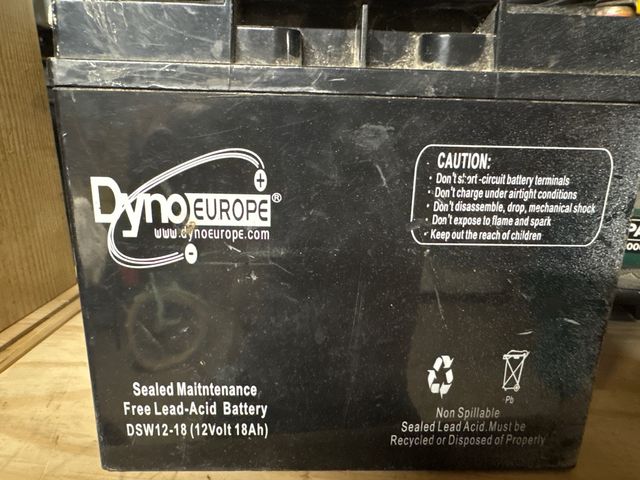 DynoEUROPE®
www.dynoeurope.com
CAUTION:
• Don't short-circuit battery terminals
• Don't charge under airtight conditions
• Don't disassemble, drop, mechanical shock
• Don't expose to flame and spark
• Keep out the reach of children
Sealed Maitntenance
Free Lead-Acid Battery
DSW12-18 (12Volt 18Ah)
Pb
Non Spillable
Sealed Lead Acid.Must be
Recycled or Disposed of Properly